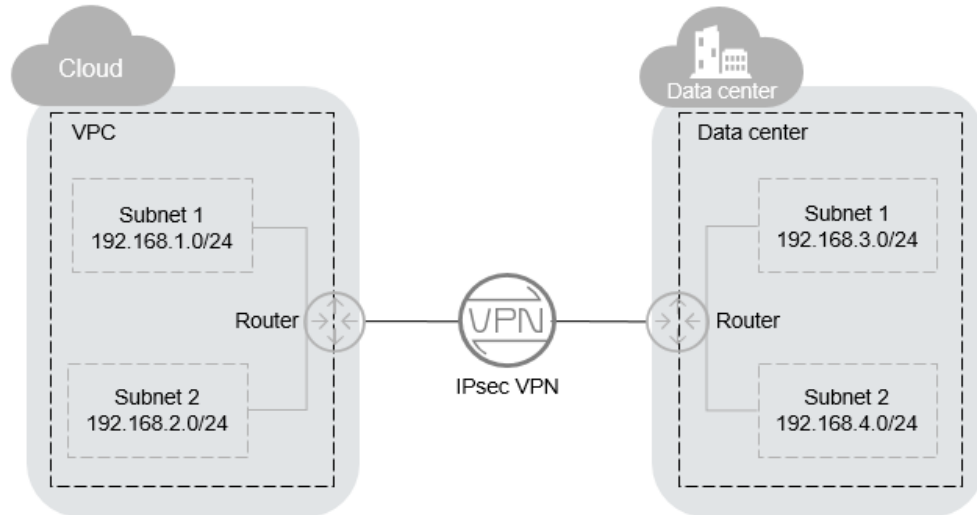 Cloud
VPC
Subnet 1
192.168.1.0/24
Router
Subnet 2
192.168.2.0/24
VPN
IPsec VPN
Data center
Data center
Subnet 1
192.168.3.0/24
Router
Subnet 2
192.168.4.0/24